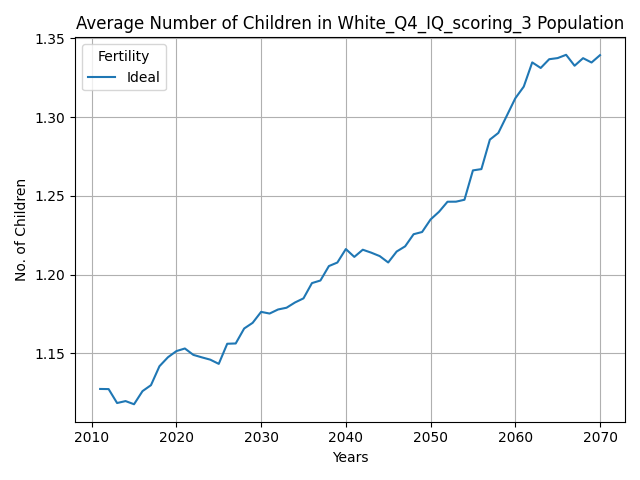 Average Number of Children in White_Q4_IQ_scoring_3 Population
Fertility
Ideal
No. of Children
1.35
1.30
1.25
1.20
1.15
2010 2020 2030 2040 2050 2060 2070
Years